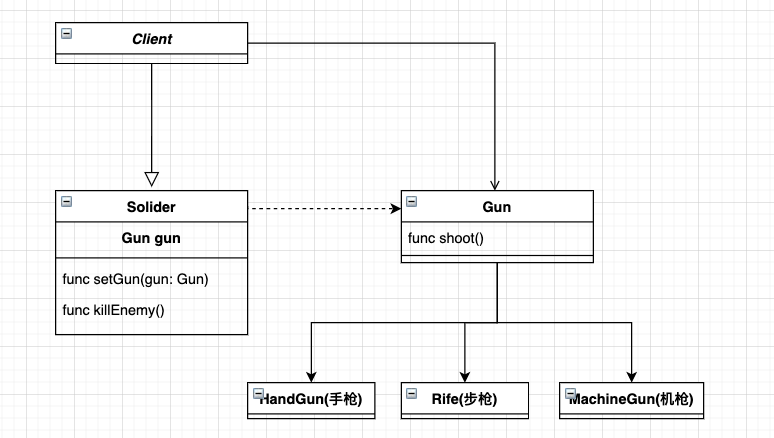 Client
Solider
Gun gun
func setGun(gun: Gun)
func killEnemy()
Gun
func shoot()
HandGun(手枪)
Rife(步枪)
MachineGun(机枪)